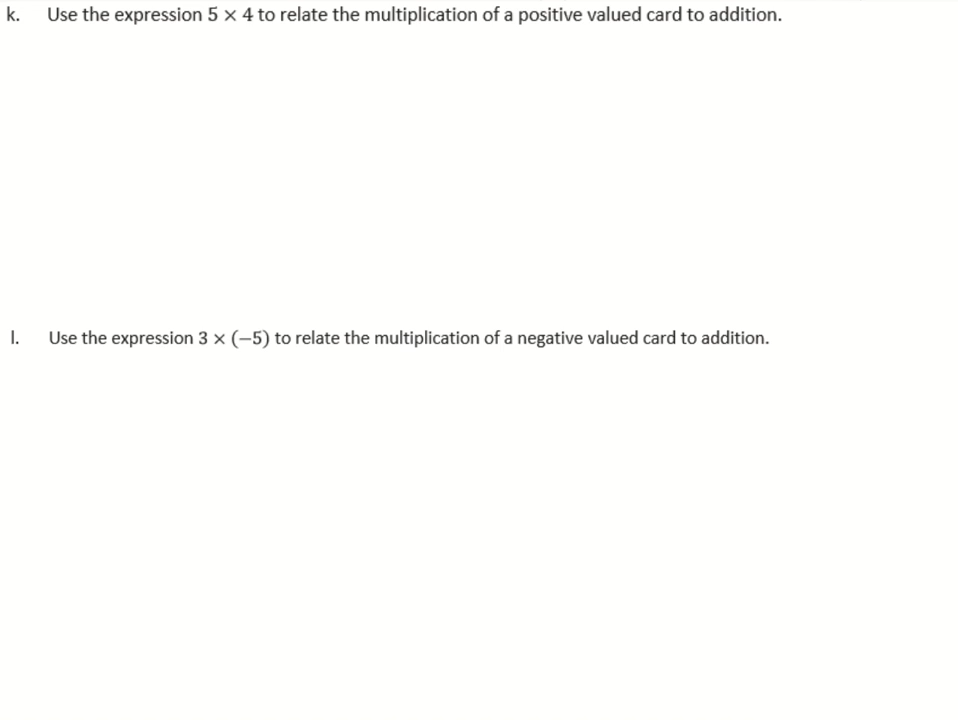 k. Use the expression 5 × 4 to relate the multiplication of a positive valued card to addition.
l. Use the expression 3 × (−5) to relate the multiplication of a negative valued card to addition.